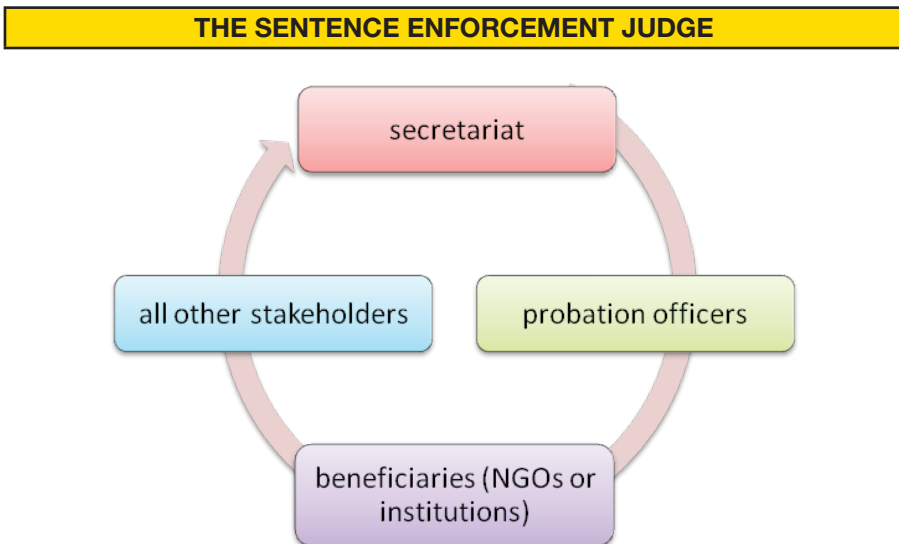 THE SENTENCE ENFORCEMENT JUDGE
secretariat
all other stakeholders
probation officers
beneficiaries (NGOs or
institutions)